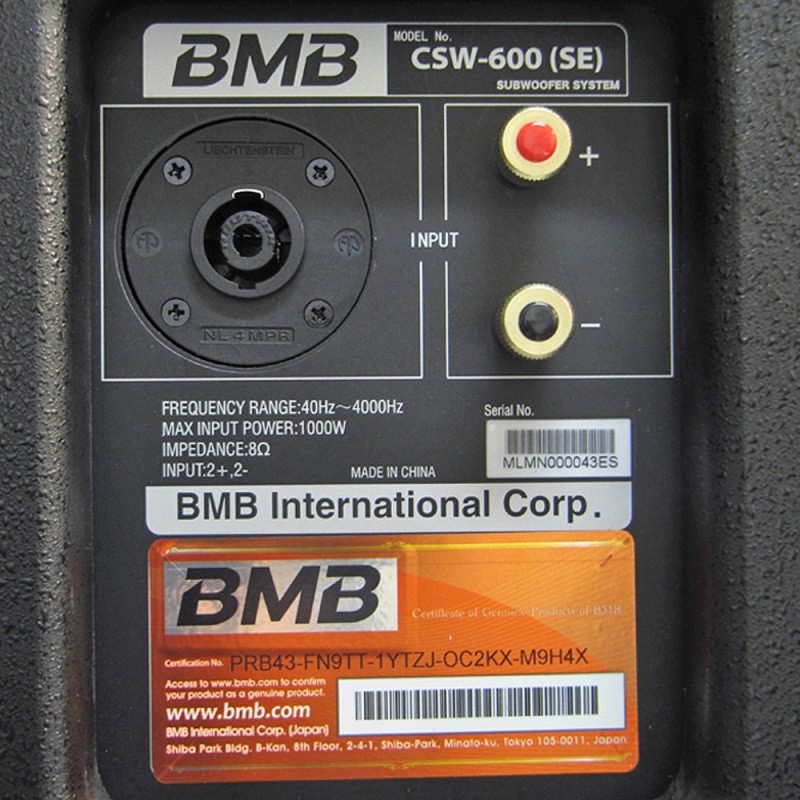 BMB
MODEL No.
CSW-600 (SE)
SUBWOOFER SYSTEM
LIECHTENSTEIN
NL4MPR
INPUT
+
−
FREQUENCY RANGE:40Hz～4000Hz
MAX INPUT POWER:1000W
IMPEDANCE:8Ω
INPUT:2+,2-
MADE IN CHINA
Serial No.
MLMN000043ES
BMB International Corp.
BMB
Certificate of Genuine Products of BMB
Certification No. PRB43-FN9TT-1YTZJ-OC2KX-M9H4X
Access to www.bmb.com to confirm
your product as a genuine product.
www.bmb.com
BMB International Corp. (Japan)
Shiba Park Bldg. B-Kan, 8th Floor, 2-4-1, Shiba-Park, Minato-ku, Tokyo 105-0011, Japan